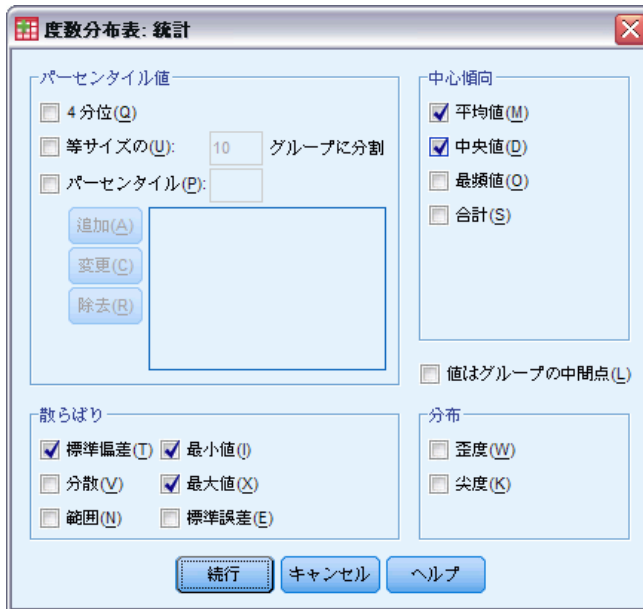 度数分布表: 統計
パーセンタイル値
4分位(Q)
等サイズの(U): 10 グループに分割
パーセンタイル(P):
追加(A)
変更(C)
除去(R)
中心傾向
平均値(M)
中央値(D)
最頻値(O)
合計(S)
値はグループの中間点(L)
散らばり
標準偏差(T) 最小値(I)
分散(V) 最大値(X)
範囲(N) 標準誤差(E)
分布
歪度(W)
尖度(K)
続行 キャンセル ヘルプ